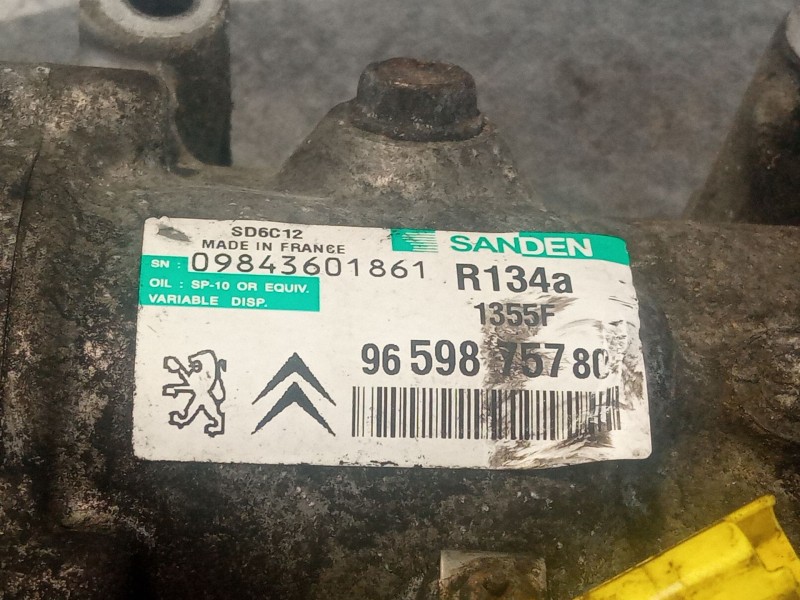 SD6C12
MADE IN FRANCE
SANDEN
SN : 09843601861
R134a
OIL : SP-10 OR EQUIV.
VARIABLE DISP.
1355F
96 598 757 80